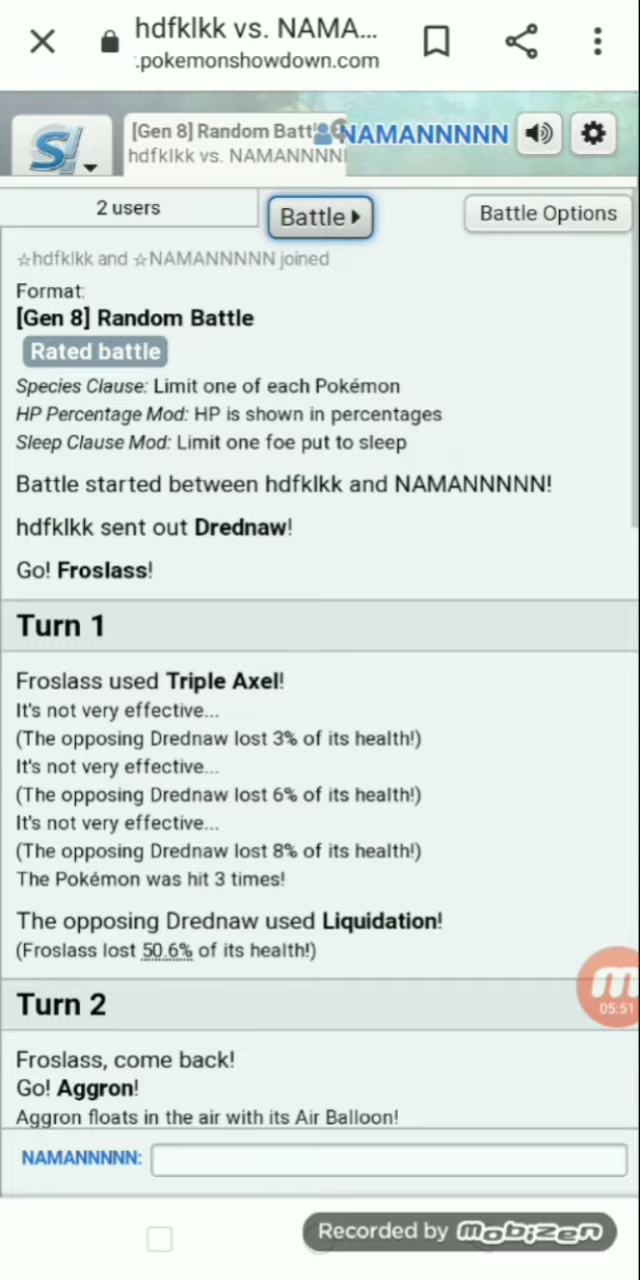 hdfklkk vs. NAMA...
.pokemonshowdown.com
[Gen 8] Random Batt
NAMANNNNN
hdfklkk vs. NAMANNNN
2 users
Battle
Battle Options
☆hdfklkk and ☆NAMANNNNN joined
Format:
[Gen 8] Random Battle
Rated battle
Species Clause: Limit one of each Pokémon
HP Percentage Mod: HP is shown in percentages
Sleep Clause Mod: Limit one foe put to sleep
Battle started between hdfklkk and NAMANNNNN!
hdfklkk sent out Drednaw!
Go! Froslass!
Turn 1
Froslass used Triple Axel!
It's not very effective...
(The opposing Drednaw lost 3% of its health!)
It's not very effective...
(The opposing Drednaw lost 6% of its health!)
It's not very effective...
(The opposing Drednaw lost 8% of its health!)
The Pokémon was hit 3 times!
The opposing Drednaw used Liquidation!
(Froslass lost 50.6% of its health!)
Turn 2
05:51
Froslass, come back!
Go! Aggron!
Aggron floats in the air with its Air Balloon!
NAMANNNNN:
Recorded by mobizen